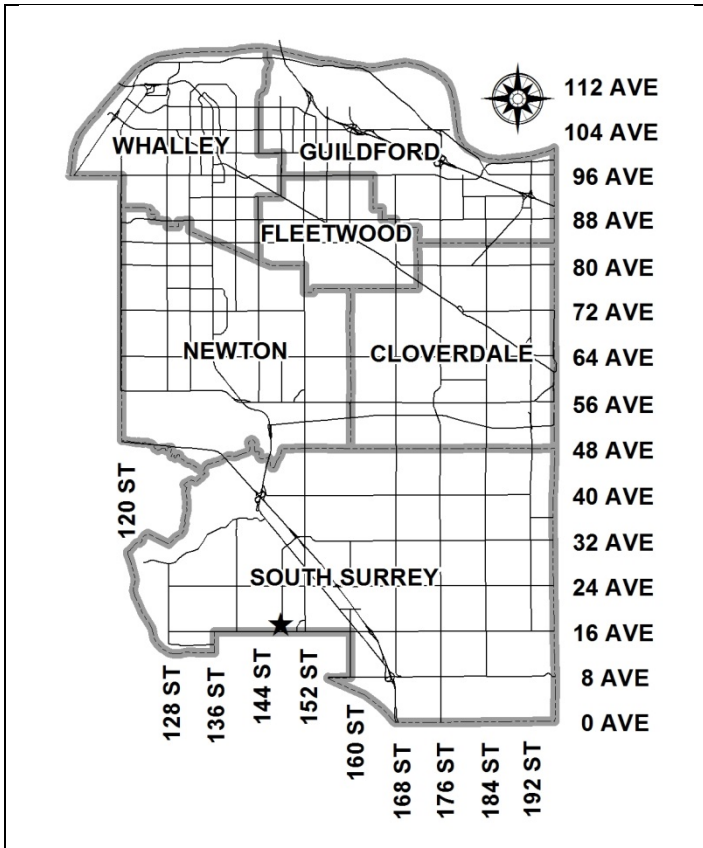 112 AVE
104 AVE
WHALLEY
GUILDFORD
96 AVE
88 AVE
FLEETWOOD
80 AVE
72 AVE
NEWTON
CLOVERDALE
64 AVE
56 AVE
48 AVE
120 ST
40 AVE
32 AVE
SOUTH SURREY
24 AVE
16 AVE
128 ST
136 ST
144 ST
152 ST
160 ST
8 AVE
0 AVE
168 ST
176 ST
184 ST
192 ST